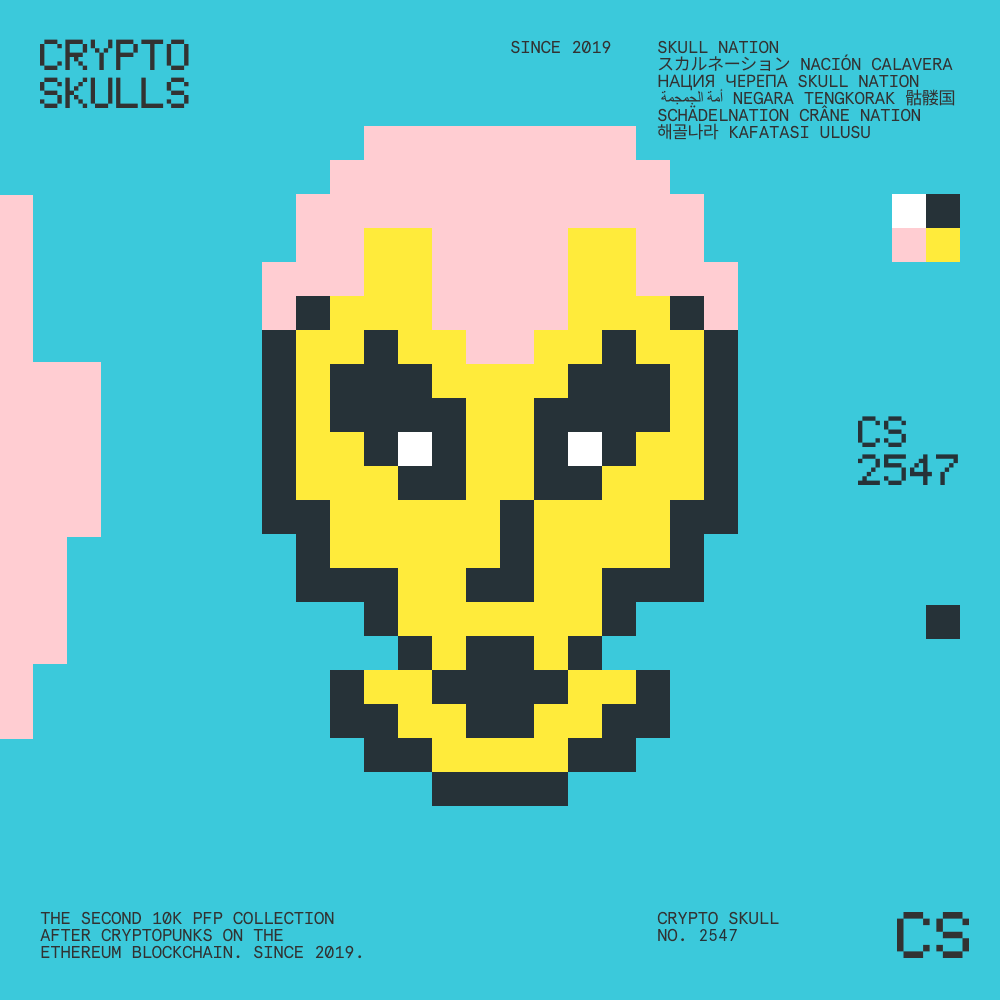 CRYPTO
SKULLS
SINCE 2019
SKULL NATION
スカルネーション NACIÓN CALAVERA
НАЦИЯ ЧЕРЕПА SKULL NATION
أمة الجمجمة NEGARA TENGKORAK 骷髅国
SCHÄDELNATION CRÂNE NATION
해골나라 KAFATASI ULUSU
CS
2547
THE SECOND 10K PFP COLLECTION
AFTER CRYPTOPUNKS ON THE
ETHEREUM BLOCKCHAIN. SINCE 2019.
CRYPTO SKULL
NO. 2547
CS